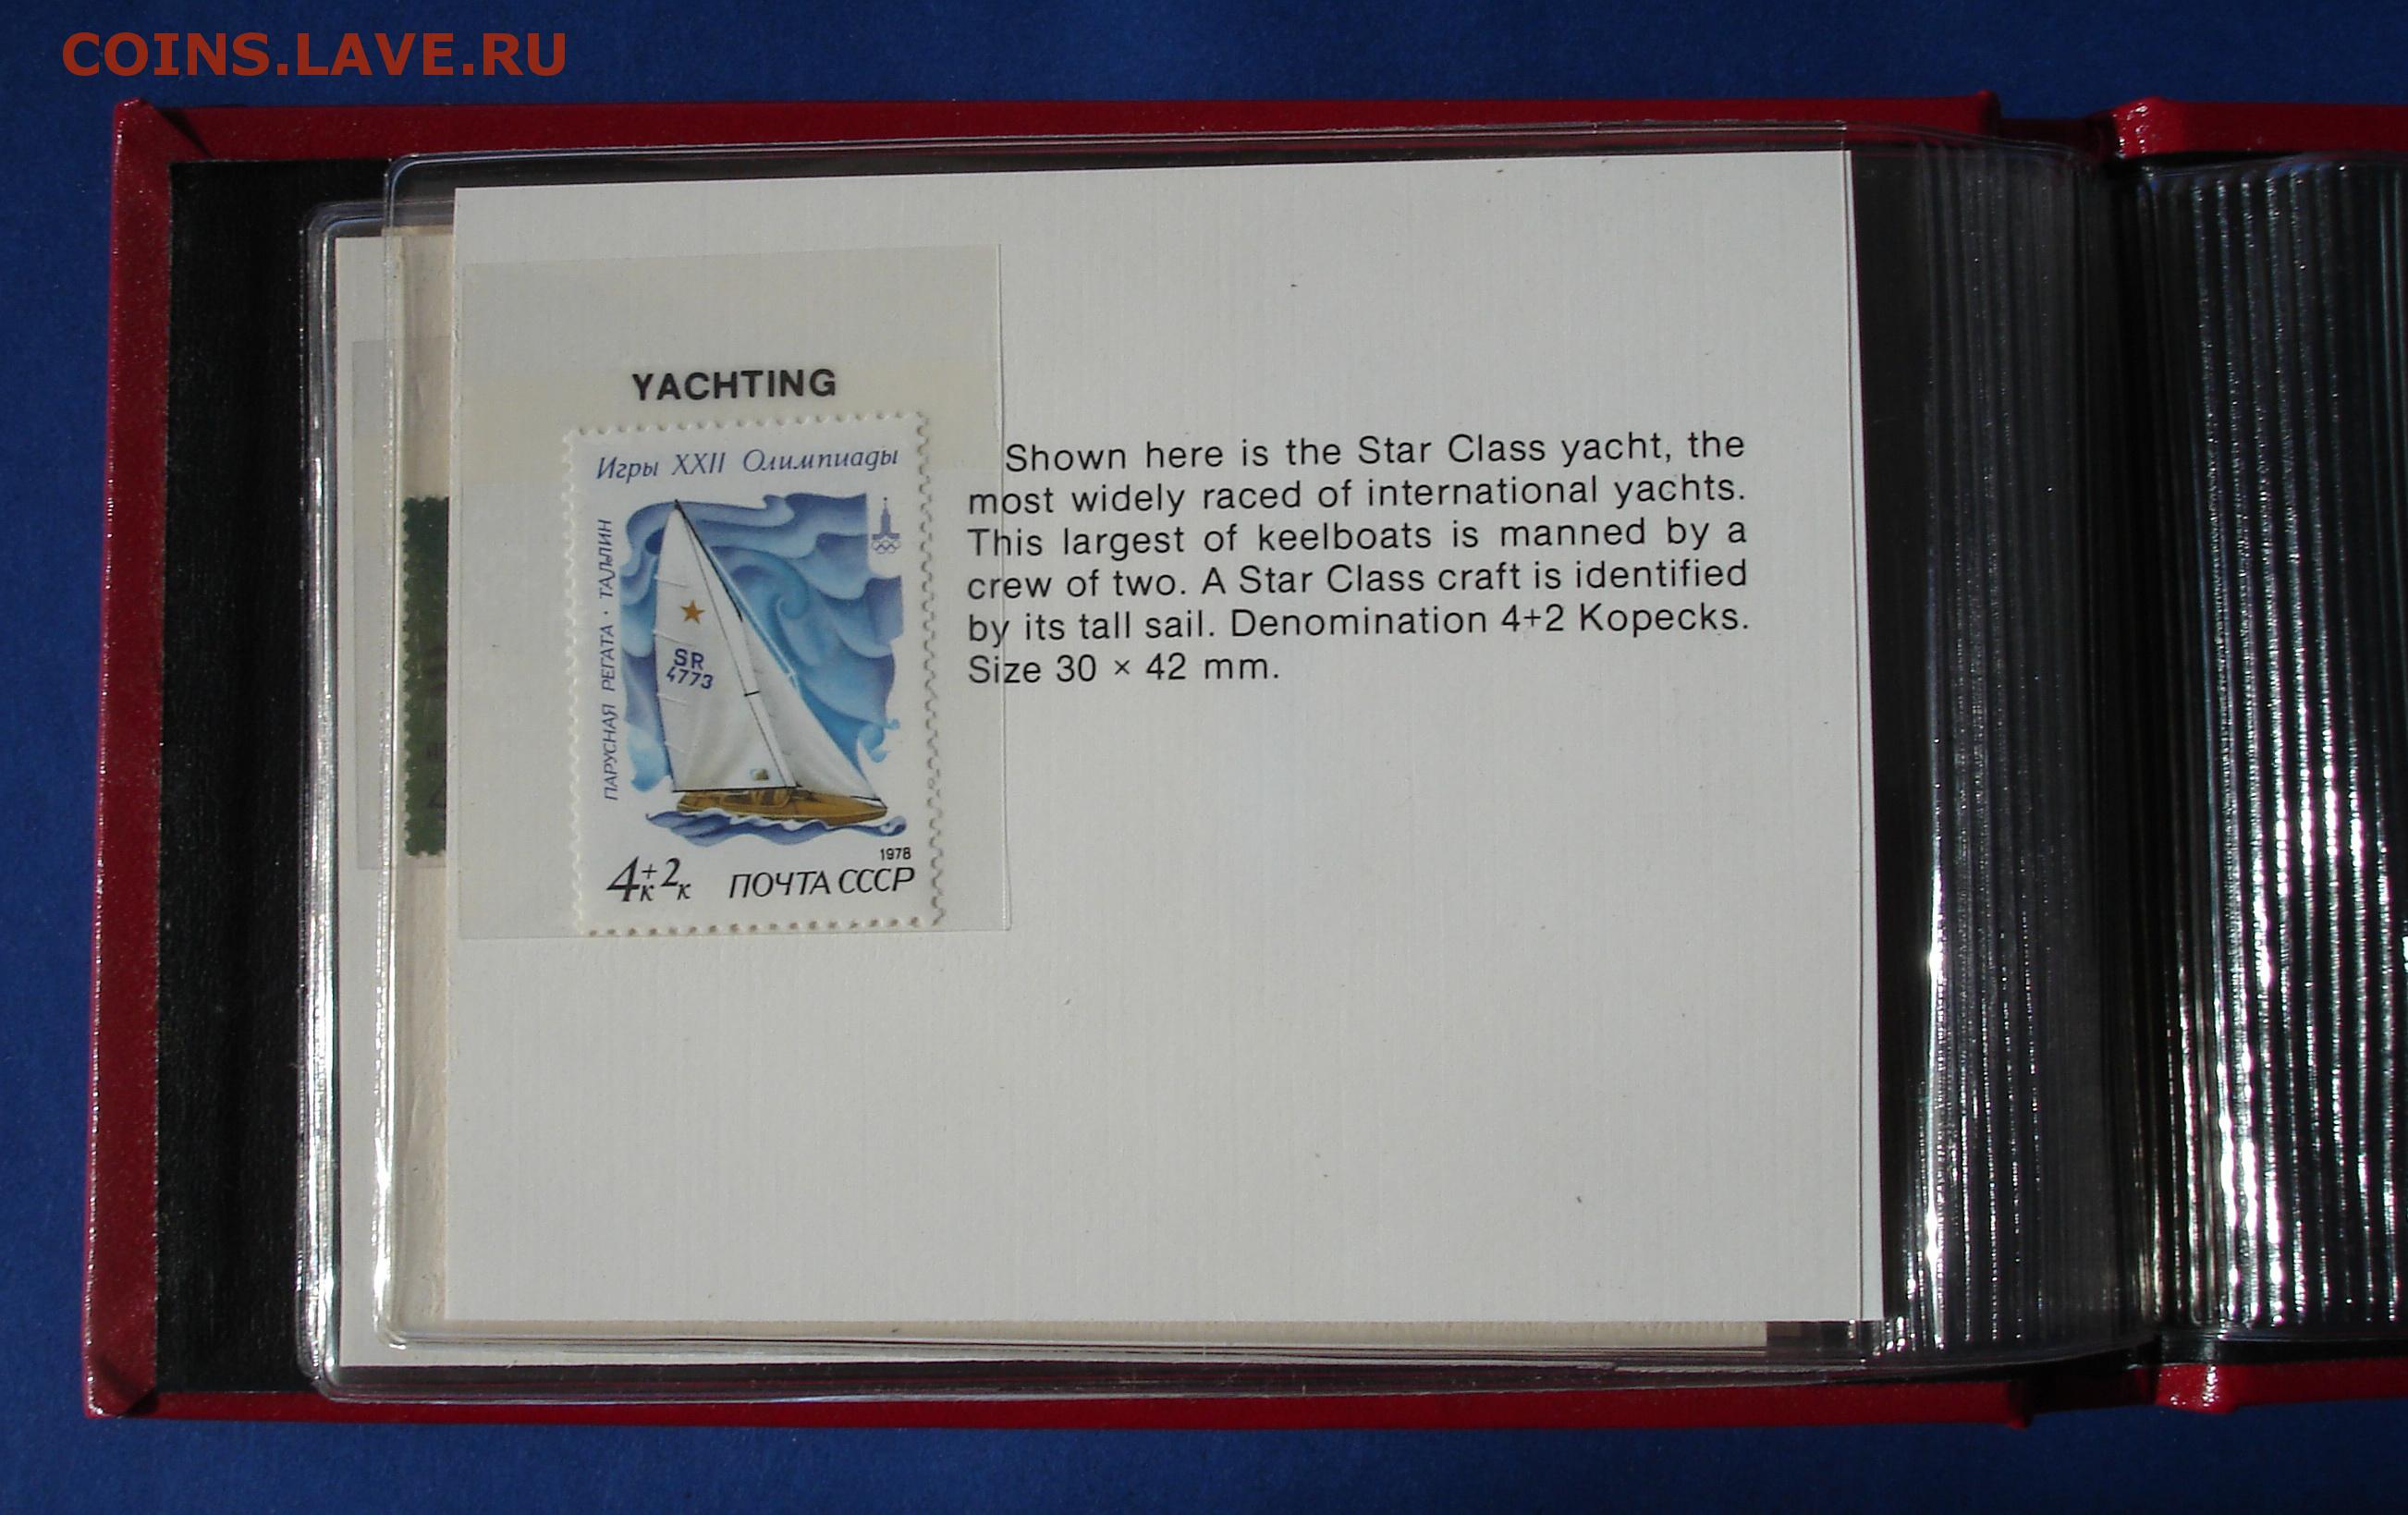 COINS.LAVE.RU
YACHTING
Игры XXII Олимпиады
ПАРУСНАЯ РЕГАТА · ТАЛЛИН
SR
4773
1978
4к+2к ПОЧТА СССР
Shown here is the Star Class yacht, the
most widely raced of international yachts.
This largest of keelboats is manned by a
crew of two. A Star Class craft is identified
by its tall sail. Denomination 4+2 Kopecks.
Size 30 × 42 mm.